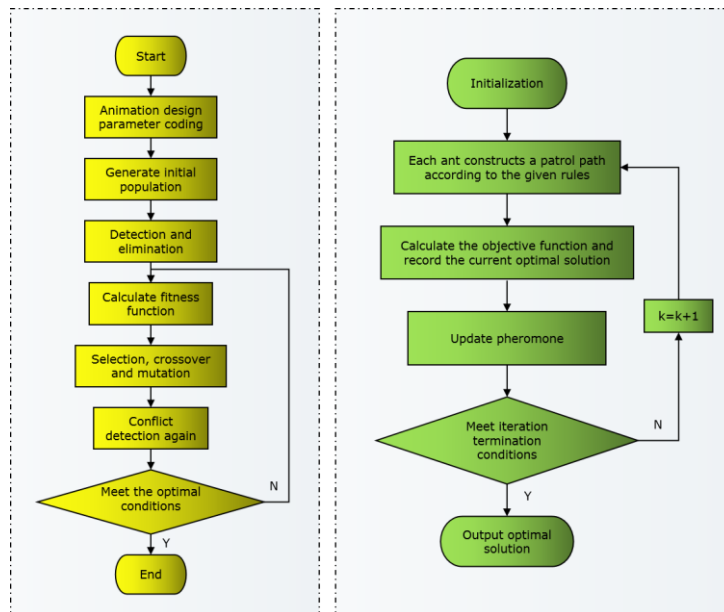 Start
Animation design
parameter coding
Generate initial
population
Detection and
elimination
Calculate fitness
function
Selection, crossover
and mutation
Conflict
detection again
Meet the optimal
conditions
N
Y
End
Initialization
Each ant constructs a patrol path
according to the given rules
Calculate the objective function and
record the current optimal solution
k=k+1
Update pheromone
Meet iteration
termination
conditions
N
Y
Output optimal
solution